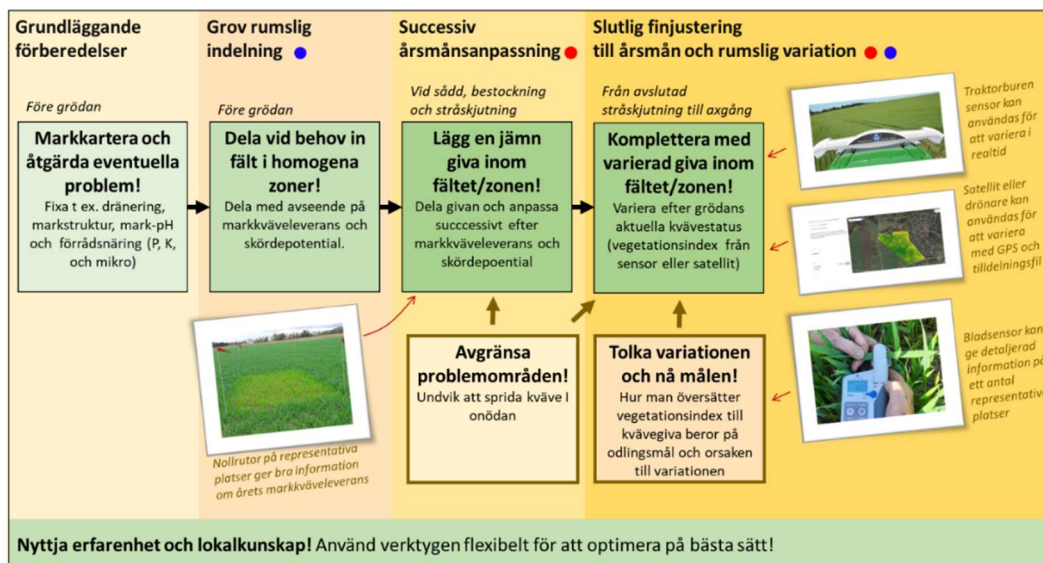 Grundläggande
förberedelser
Före grödan
Markkartera och
åtgärda eventuella
problem!
Fixa t ex. dränering,
markstruktur, mark-pH
och förrådsnäring (P, K,
och mikro)
Grov rumslig
indelning
Före grödan
Dela vid behov in
fält i homogena
zoner!
Dela med avseende på
markkväveleverans och
skördepotential.
Nollrutor på representativa
platser ger bra information
om årets markkväveleverans
Successiv
årsmånsanpassning
Vid sådd, bestockning
och stråskjutning
Lägg en jämn
giva inom
fältet/zonen!
Dela givan och anpassa
succcessivt efter
markkväveleverans och
skördepoential
Avgränsa
problemområden!
Undvik att sprida kväve I
onödan
Slutlig finjustering
till årsmån och rumslig variation
Från avslutad
stråskjutning till axgång
Komplettera med
varierad giva inom
fältet/zonen!
Variera efter grödans
aktuella kvävestatus
(vegetationsindex från
sensor eller satellit)
Tolka variationen
och nå målen!
Hur man översätter
vegetationsindex till
kvävegiva beror på
odlingsmål och orsaken
till variationen
Traktorburen
sensor kan
användas för
att variera i
realtid
Satellit eller
drönare kan
användas för
att variera
med GPS och
tilldelningsfil
Bladsensor kan
ge detaljerad
information på
ett antal
representativa
platser
Nyttja erfarenhet och lokalkunskap! Använd verktygen flexibelt för att optimera på bästa sätt!